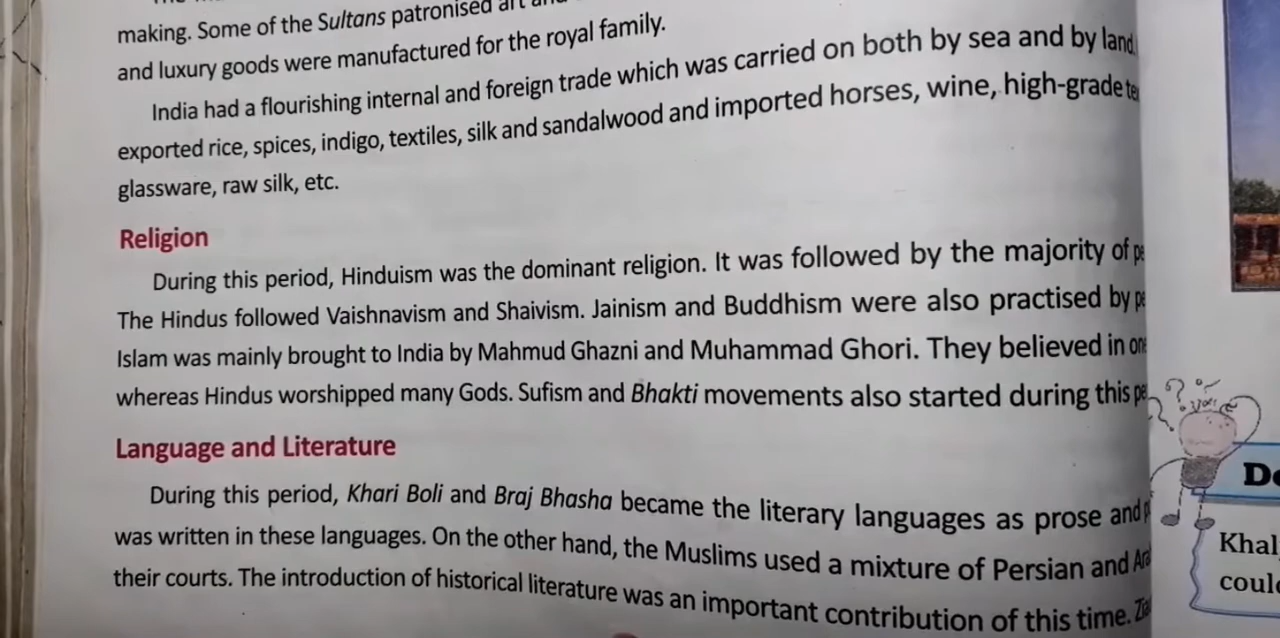 making. Some of the Sultans patronised art
and luxury goods were manufactured for the royal family.
India had a flourishing internal and foreign trade which was carried on both by sea and by land
exported rice, spices, indigo, textiles, silk and sandalwood and imported horses, wine, high-grade
glassware, raw silk, etc.
Religion
During this period, Hinduism was the dominant religion. It was followed by the majority of
The Hindus followed Vaishnavism and Shaivism. Jainism and Buddhism were also practised by
Islam was mainly brought to India by Mahmud Ghazni and Muhammad Ghori. They believed in
whereas Hindus worshipped many Gods. Sufism and Bhakti movements also started during this
Language and Literature
During this period, Khari Boli and Braj Bhasha became the literary languages as prose and
was written in these languages. On the other hand, the Muslims used a mixture of Persian and
their courts. The introduction of historical literature was an important contribution of this time.